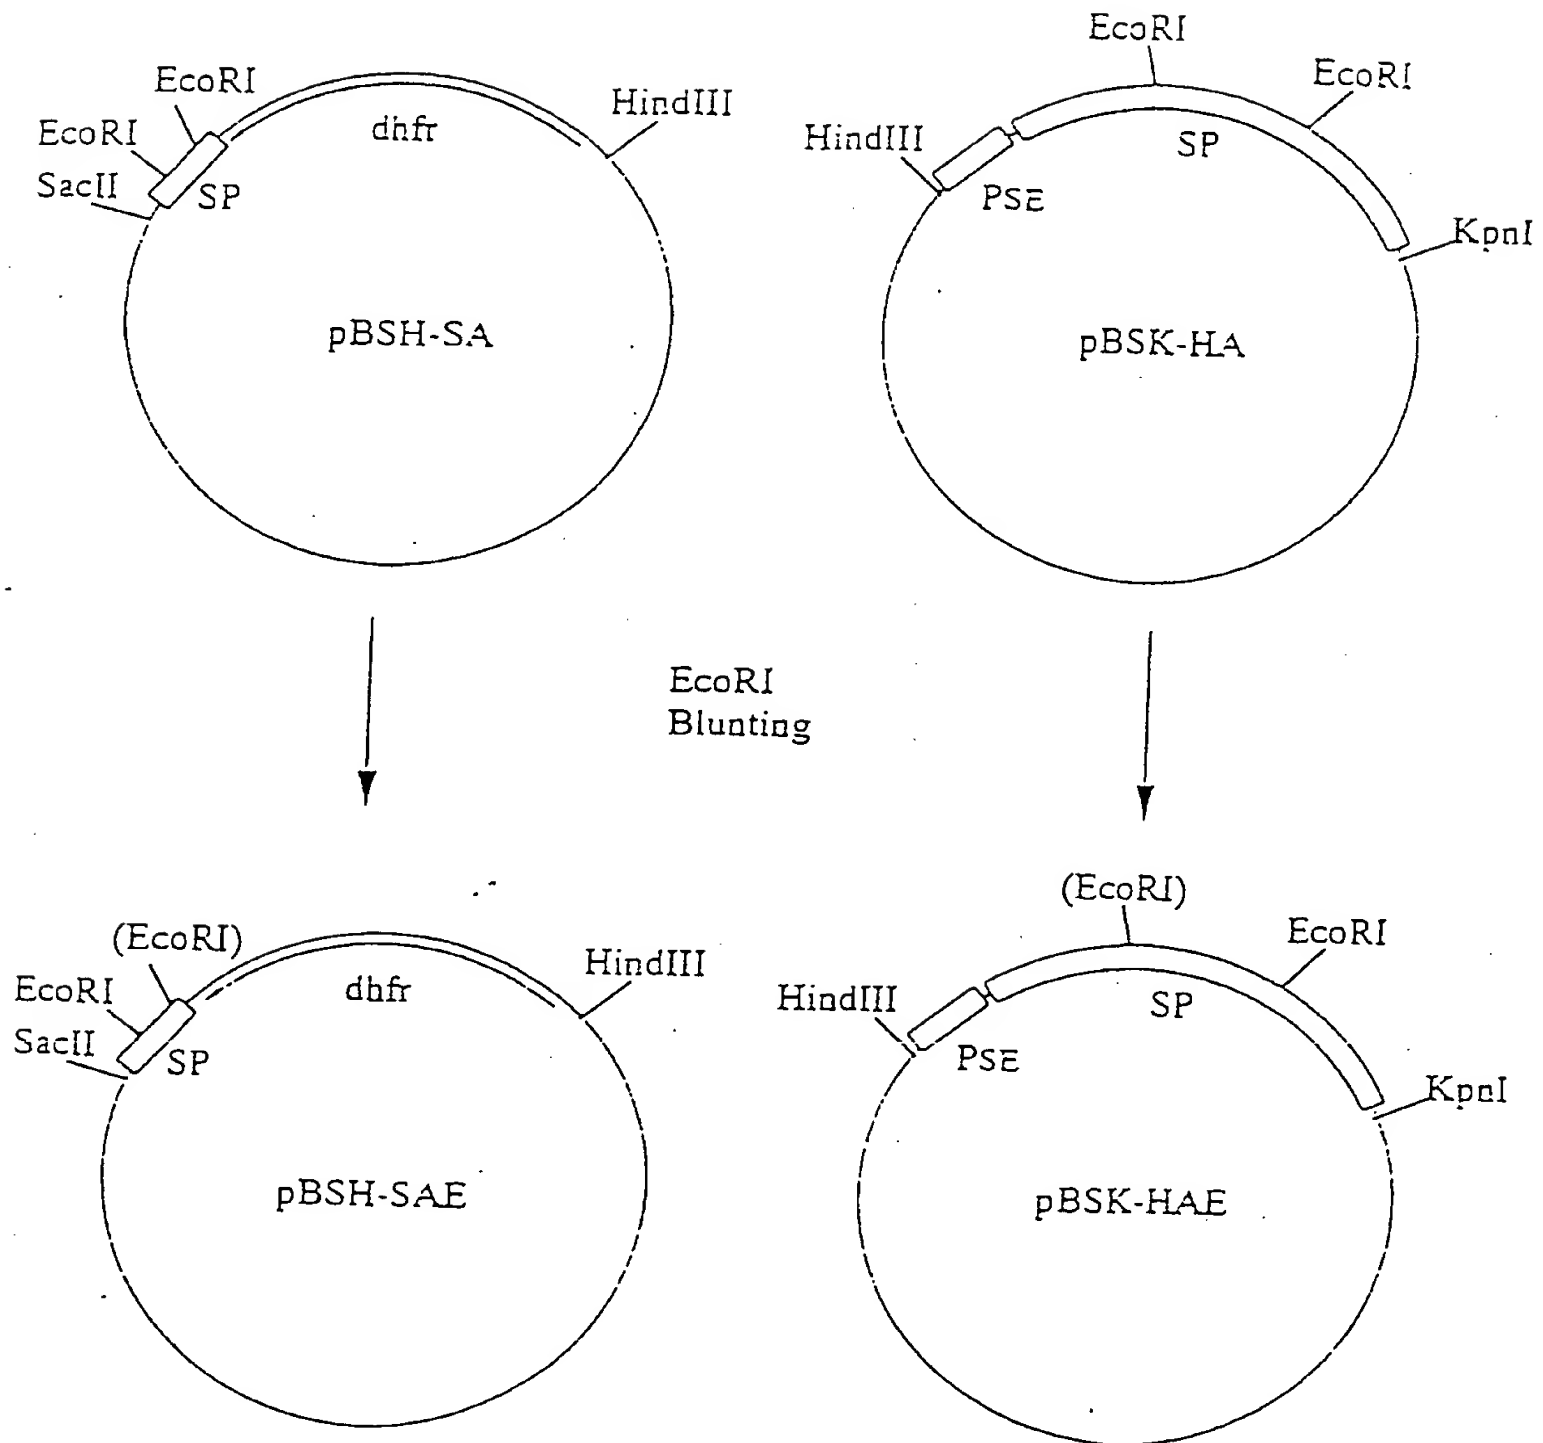 EcoRI
EcoRI
SacII
SP
dhfr
HindIII
pBSH-SA
EcoRI
EcoRI
HindIII
PSE
SP
KpnI
pBSK-HA
EcoRI
Blunting
(EcoRI)
EcoRI
SacII
SP
dhfr
HindIII
pBSH-SAE
(EcoRI)
EcoRI
HindIII
PSE
SP
KpnI
pBSK-HAE